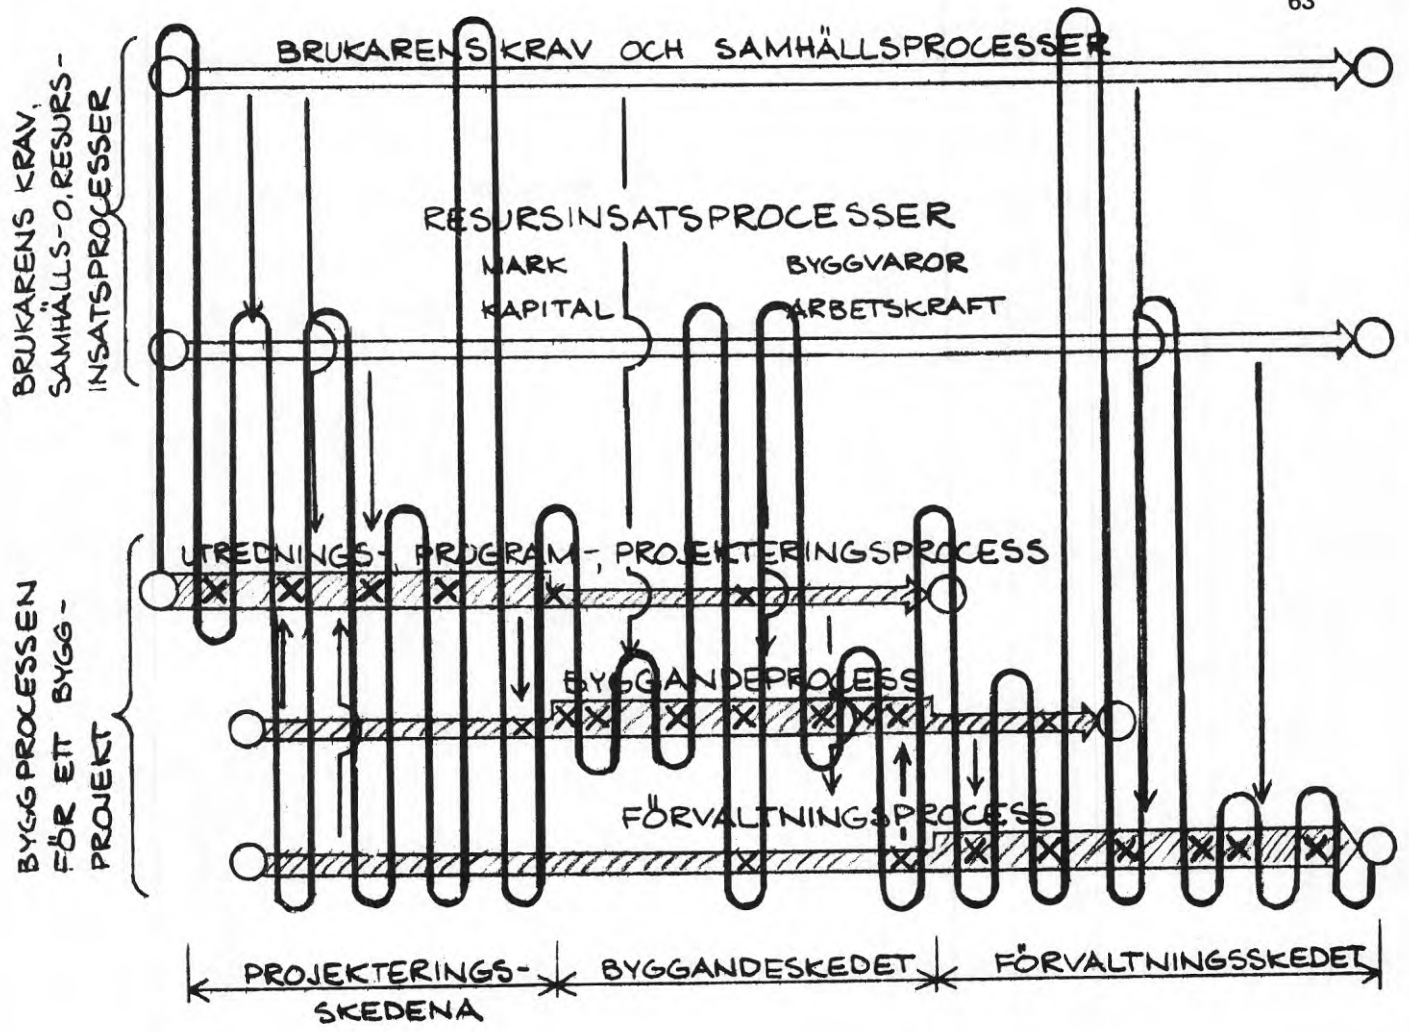 63
BRUKARENS KRAV OCH SAMHÄLLSPROCESSER
BRUKARENS KRAV,
SAMHÄLLS- O. RESURS-
INSATSPROCESSER
RESURSINSATSPROCESSER
MARK
KAPITAL
BYGGVAROR
ARBETSKRAFT
UTREDNINGS-, PROGRAM-, PROJEKTERINGSPROCESS
BYGGANDEPROCESS
FÖRVALTNINGSPROCESS
BYGGPROCESSEN
FÖR ETT BYGG-
PROJEKT
PROJEKTERINGS-
SKEDENA
BYGGANDESKEDET
FÖRVALTNINGSSKEDET